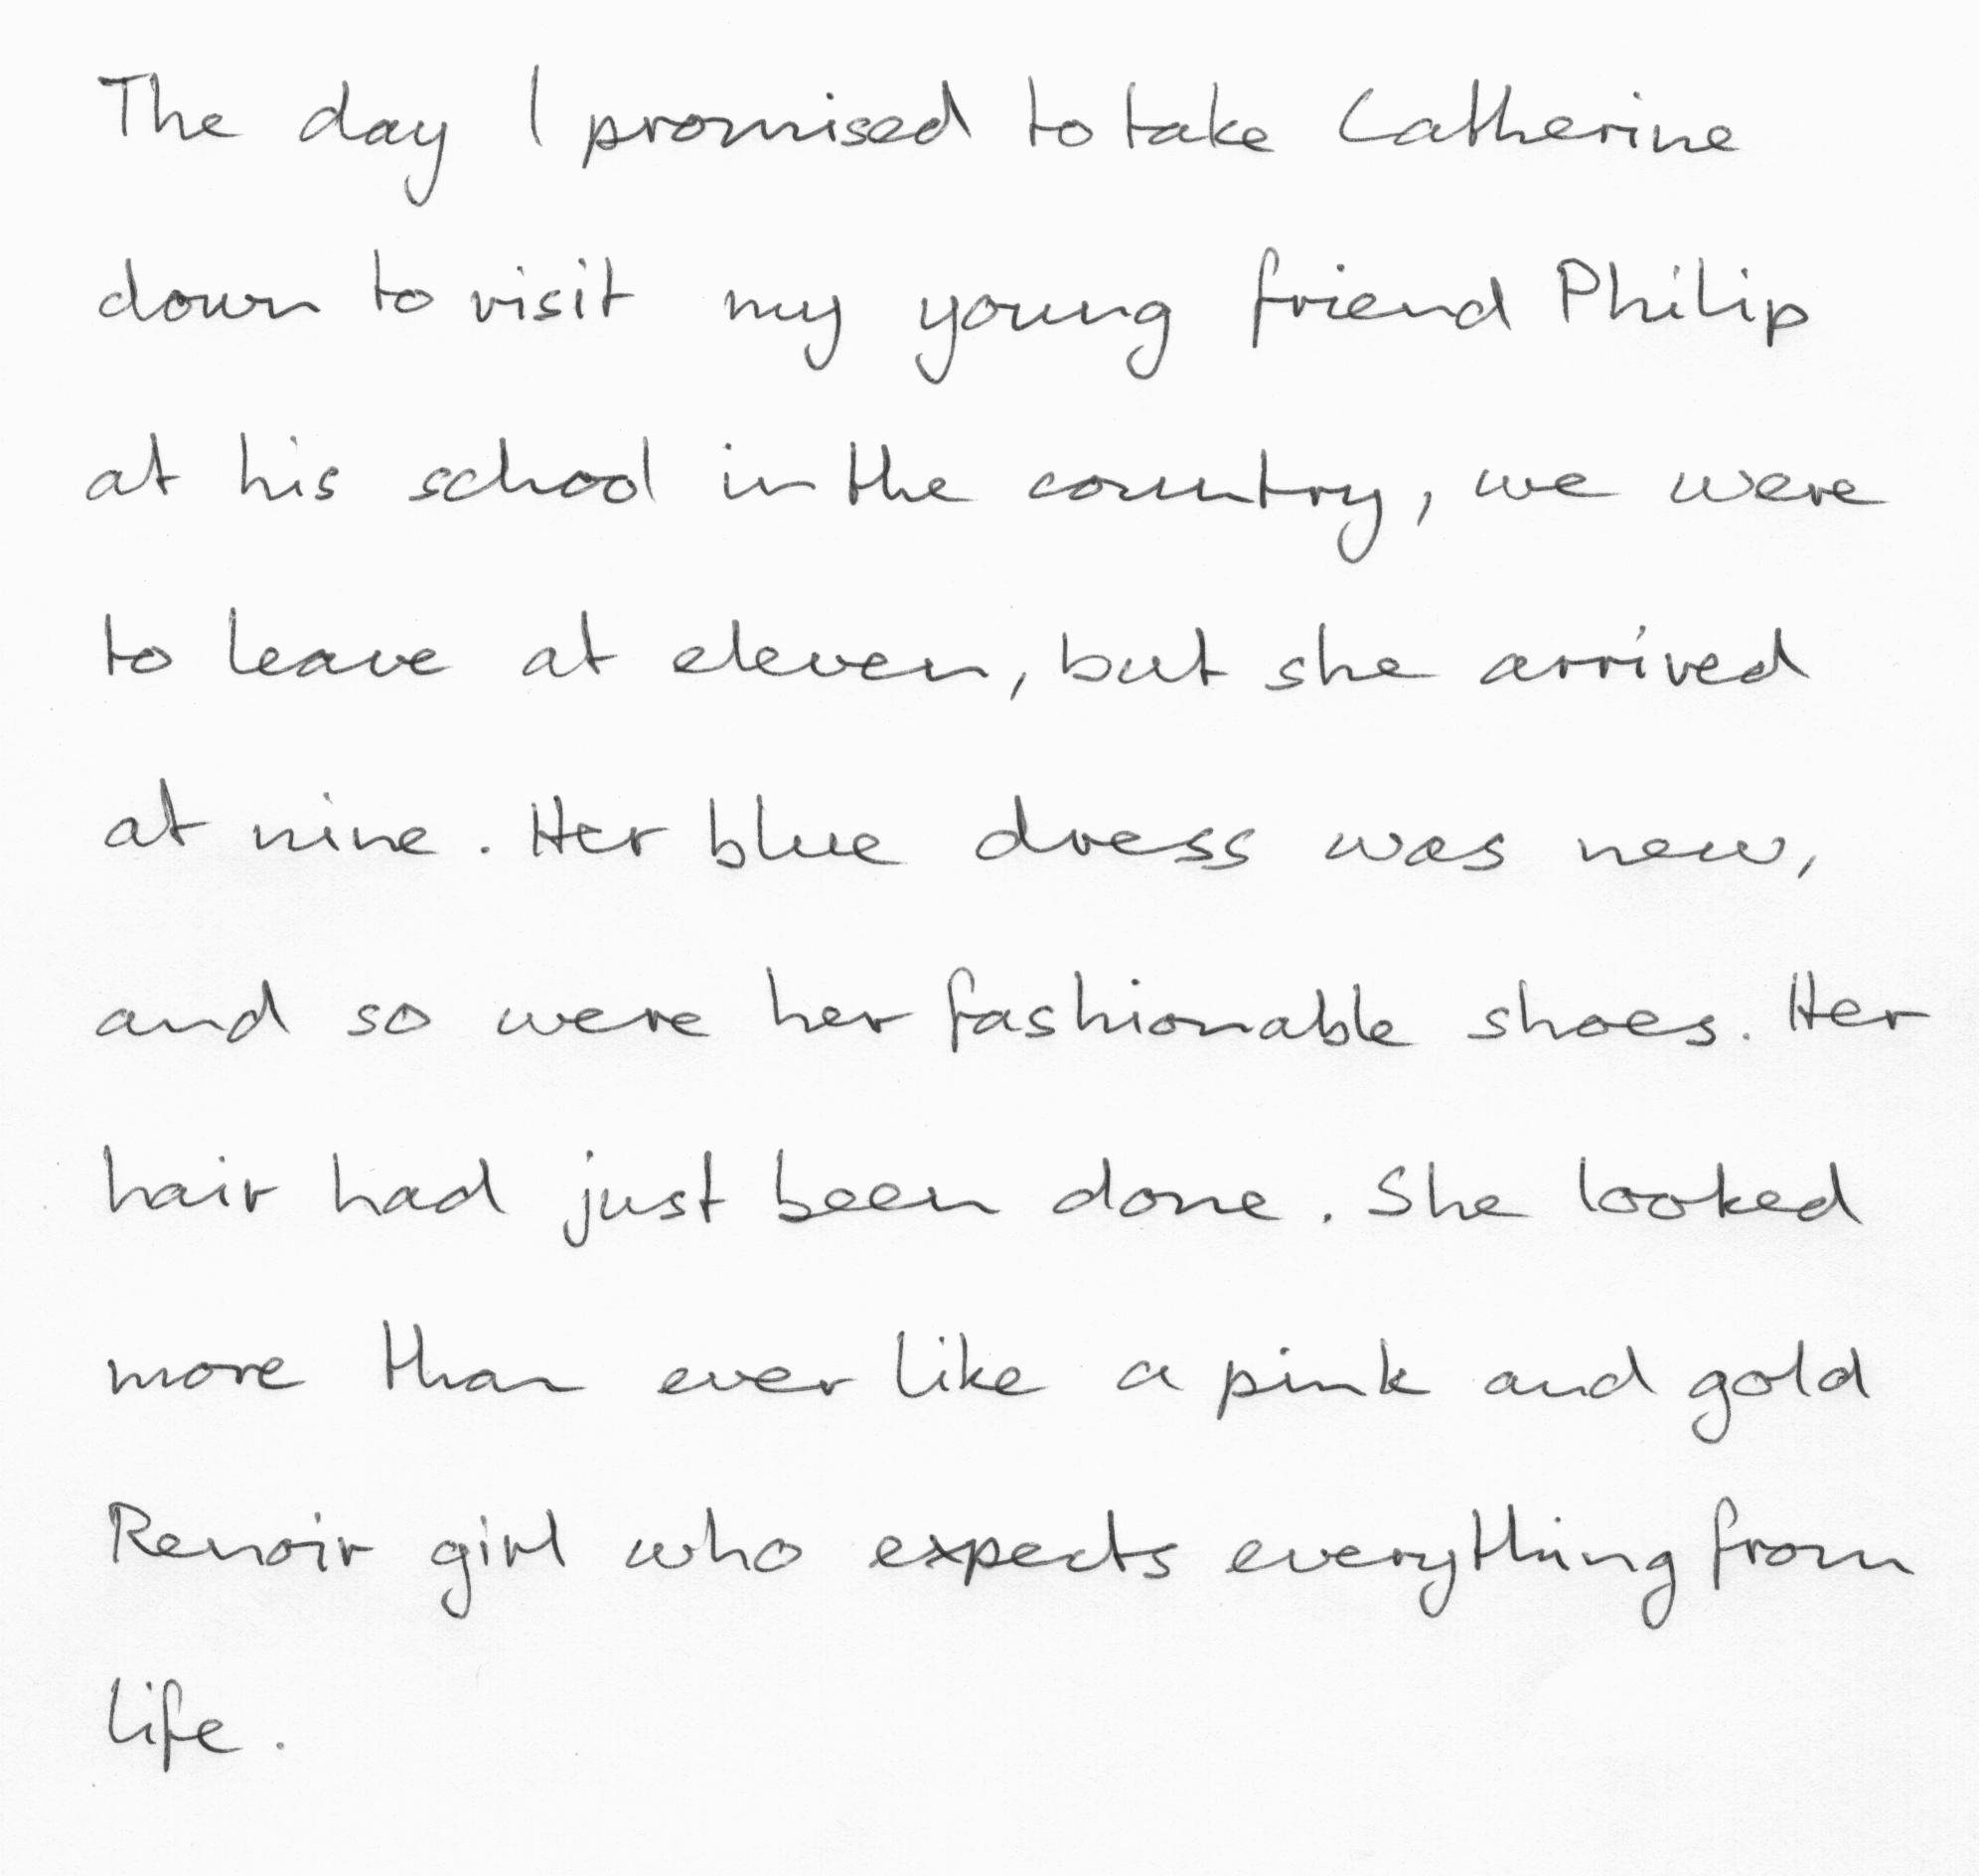 The day I promised to take Catherine
down to visit my young friend Philip
at his school in the country, we were
to leave at eleven, but she arrived
at nine. Her blue dress was new,
and so were her fashionable shoes. Her
hair had just been done. She looked
more than ever like a pink and gold
Renoir girl who expects everything from
life.